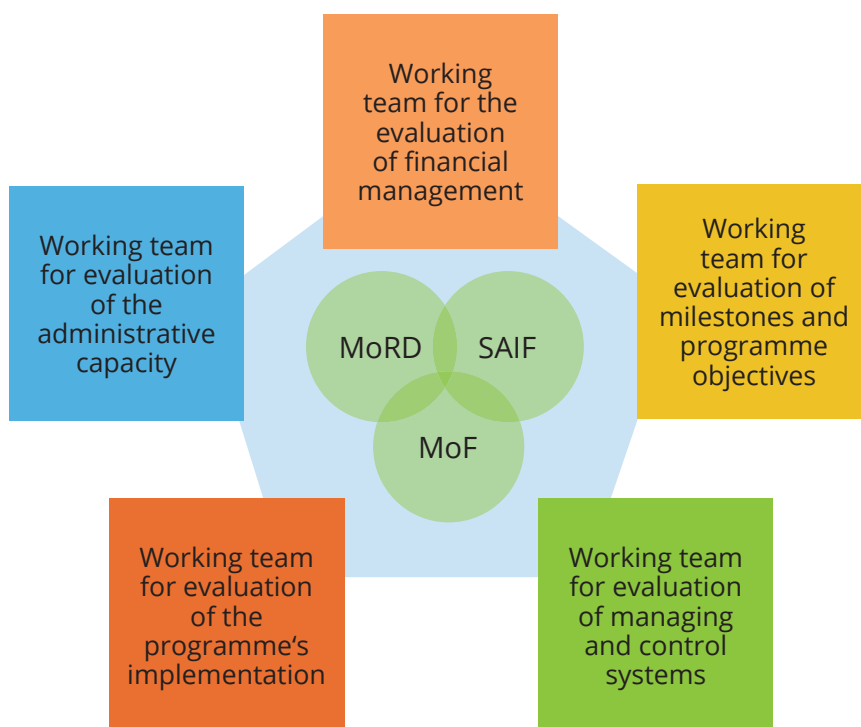 Working
team for the
evaluation
of financial
management
Working team
for evaluation
of the
administrative
capacity
Working
team for
evaluation of
milestones and
programme
objectives
MoRD
SAIF
MoF
Working team
for evaluation
of the
programme‘s
implementation
Working team
for evaluation
of managing
and control
systems